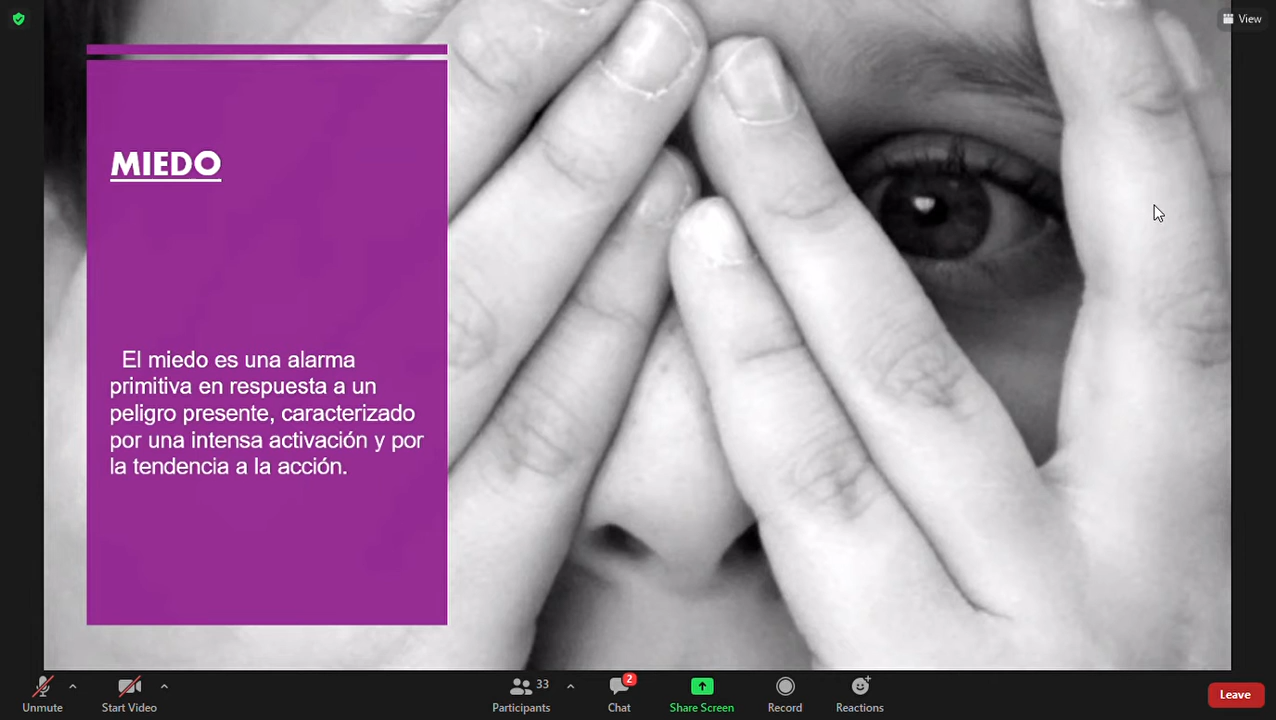 View
MIEDO
El miedo es una alarma
primitiva en respuesta a un
peligro presente, caracterizado
por una intensa activación y por
la tendencia a la acción.
33
2
Unmute
Start Video
Participants
Chat
Share Screen
Record
Reactions
Leave